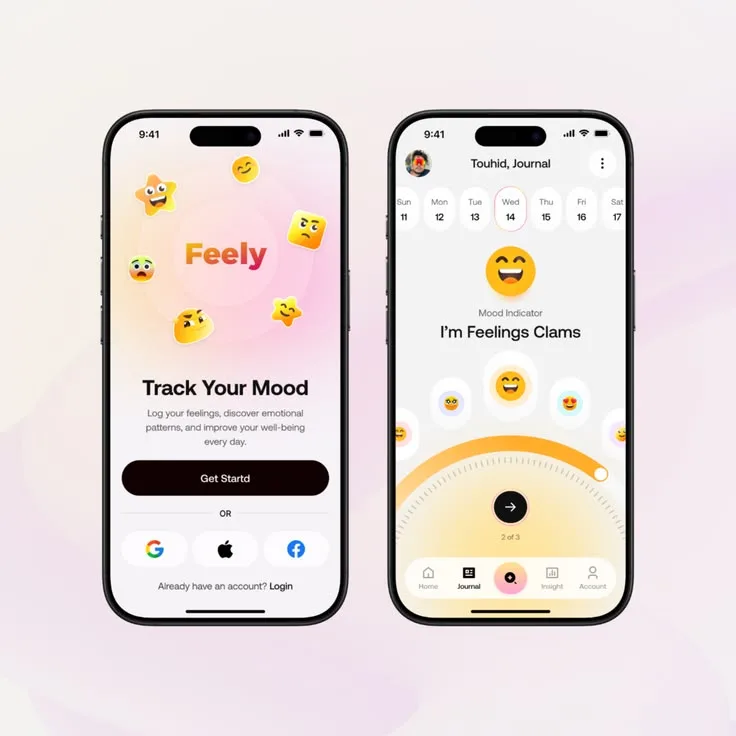 9:41
Feely
Track Your Mood
Log your feelings, discover emotional
patterns, and improve your well-being
every day.
Get Startd
OR
Already have an account? Login
9:41
Touhid, Journal
Sun Mon Tue Wed Thu Fri Sat
11 12 13 14 15 16 17
Mood Indicator
I'm Feelings Clams
2 of 3
Home Journal Insight Account